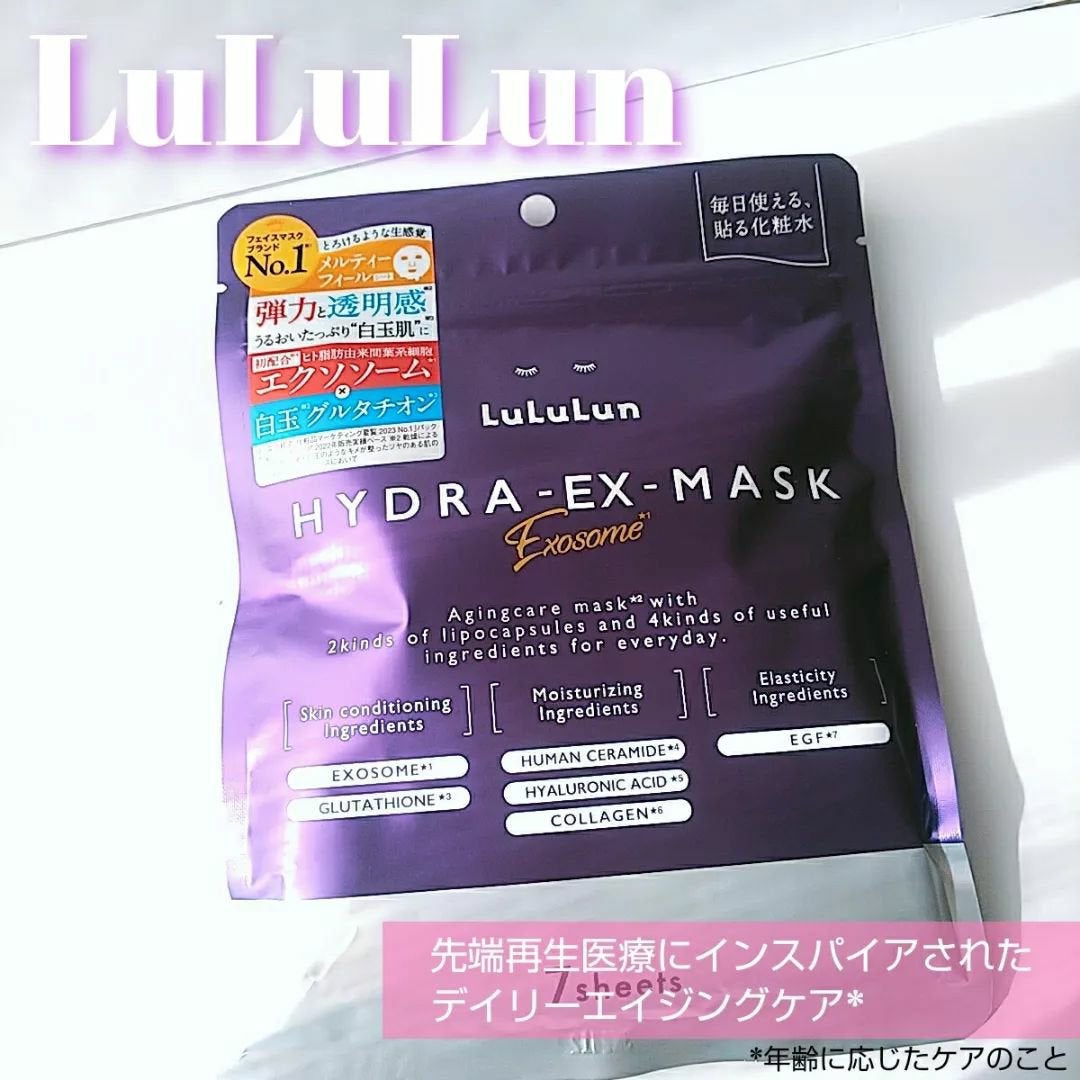 LuLuLun
毎日使える、
貼る化粧水
フェイスマスク
ブランド
No.1
とろけるような生感覚
メルティー
フィール
弾力と透明感※2
うるおいたっぷり"白玉肌"※3に
初配合※4 ヒト脂肪由来間葉系細胞
エクソソーム
×
白玉※3グルタチオン
LuLuLun
HYDRA-EX-MASK
Exosome★1
Agingcare mask★2 with
2kinds of lipocapsules and 4kinds of useful
ingredients for everyday.
Skin conditioning
Ingredients
EXOSOME★1
GLUTATHIONE★3
Moisturizing
Ingredients
HUMAN CERAMIDE★4
HYALURONIC ACID★5
COLLAGEN★6
Elasticity
Ingredients
EGF★7
先端再生医療にインスパイアされた
デイリーエイジングケア*
7sheets
*年齢に応じたケアのこと